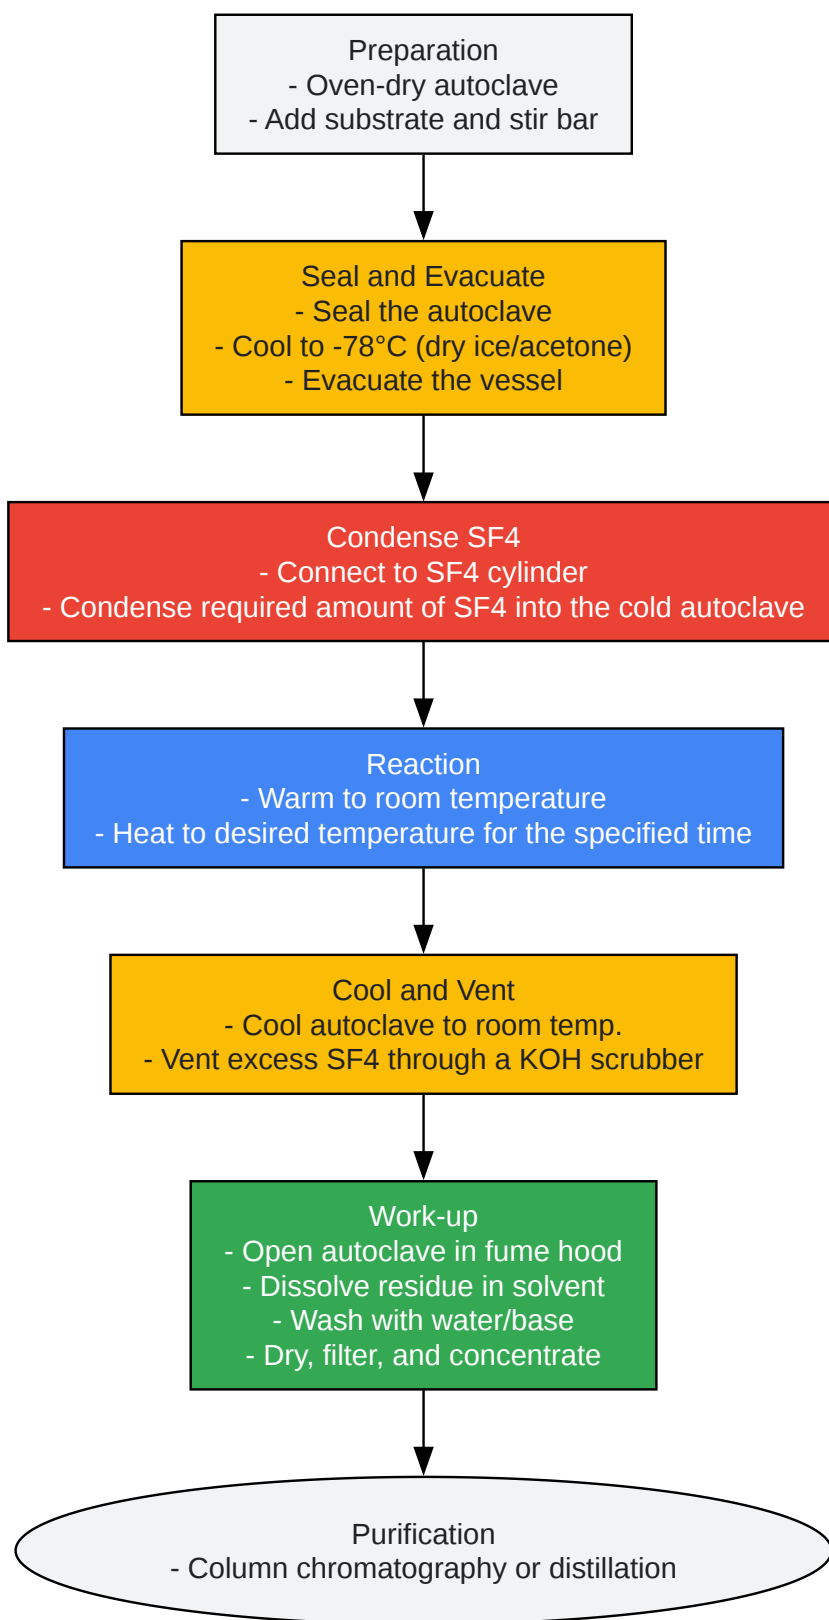 Preparation
- Oven-dry autoclave
- Add substrate and stir bar
Seal and Evacuate
- Seal the autoclave
- Cool to -78°C (dry ice/acetone)
- Evacuate the vessel
Condense SF4
- Connect to SF4 cylinder
- Condense required amount of SF4 into the cold autoclave
Reaction
- Warm to room temperature
- Heat to desired temperature for the specified time
Cool and Vent
- Cool autoclave to room temp.
- Vent excess SF4 through a KOH scrubber
Work-up
- Open autoclave in fume hood
- Dissolve residue in solvent
- Wash with water/base
- Dry, filter, and concentrate
Purification
- Column chromatography or distillation